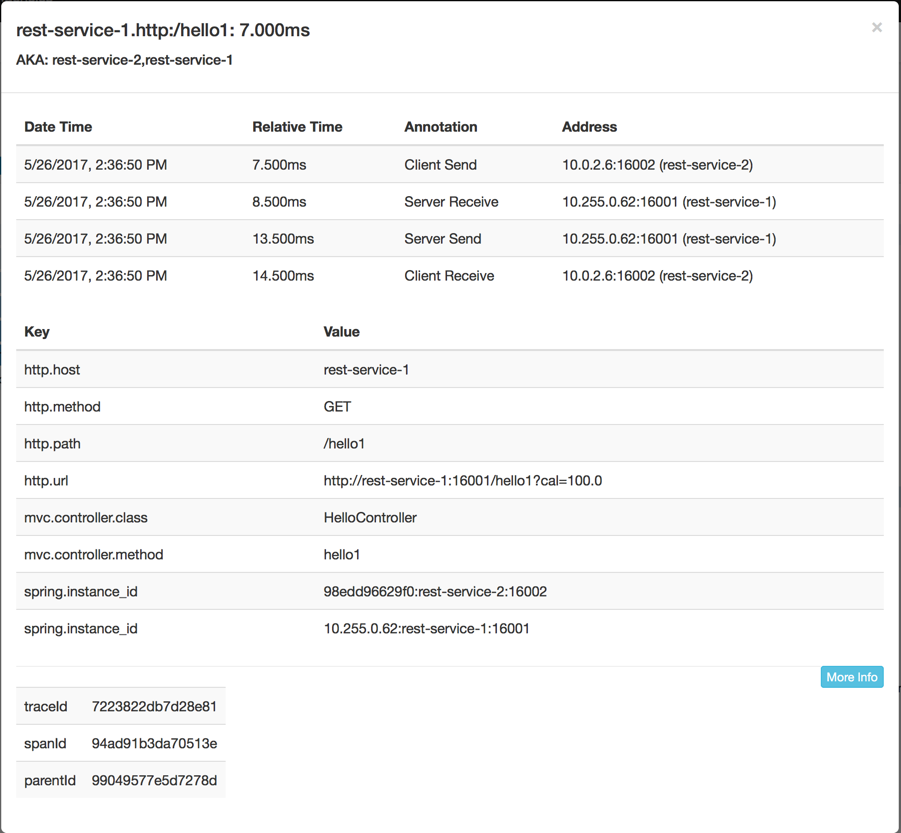 rest-service-1.http:/hello1: 7.000ms ×
AKA: rest-service-2,rest-service-1
Date Time Relative Time Annotation Address
5/26/2017, 2:36:50 PM 7.500ms Client Send 10.0.2.6:16002 (rest-service-2)
5/26/2017, 2:36:50 PM 8.500ms Server Receive 10.255.0.62:16001 (rest-service-1)
5/26/2017, 2:36:50 PM 13.500ms Server Send 10.255.0.62:16001 (rest-service-1)
5/26/2017, 2:36:50 PM 14.500ms Client Receive 10.0.2.6:16002 (rest-service-2)
Key Value
http.host rest-service-1
http.method GET
http.path /hello1
http.url http://rest-service-1:16001/hello1?cal=100.0
mvc.controller.class HelloController
mvc.controller.method hello1
spring.instance_id 98edd96629f0:rest-service-2:16002
spring.instance_id 10.255.0.62:rest-service-1:16001
More Info
traceId 7223822db7d28e81
spanId 94ad91b3da70513e
parentId 99049577e5d7278d